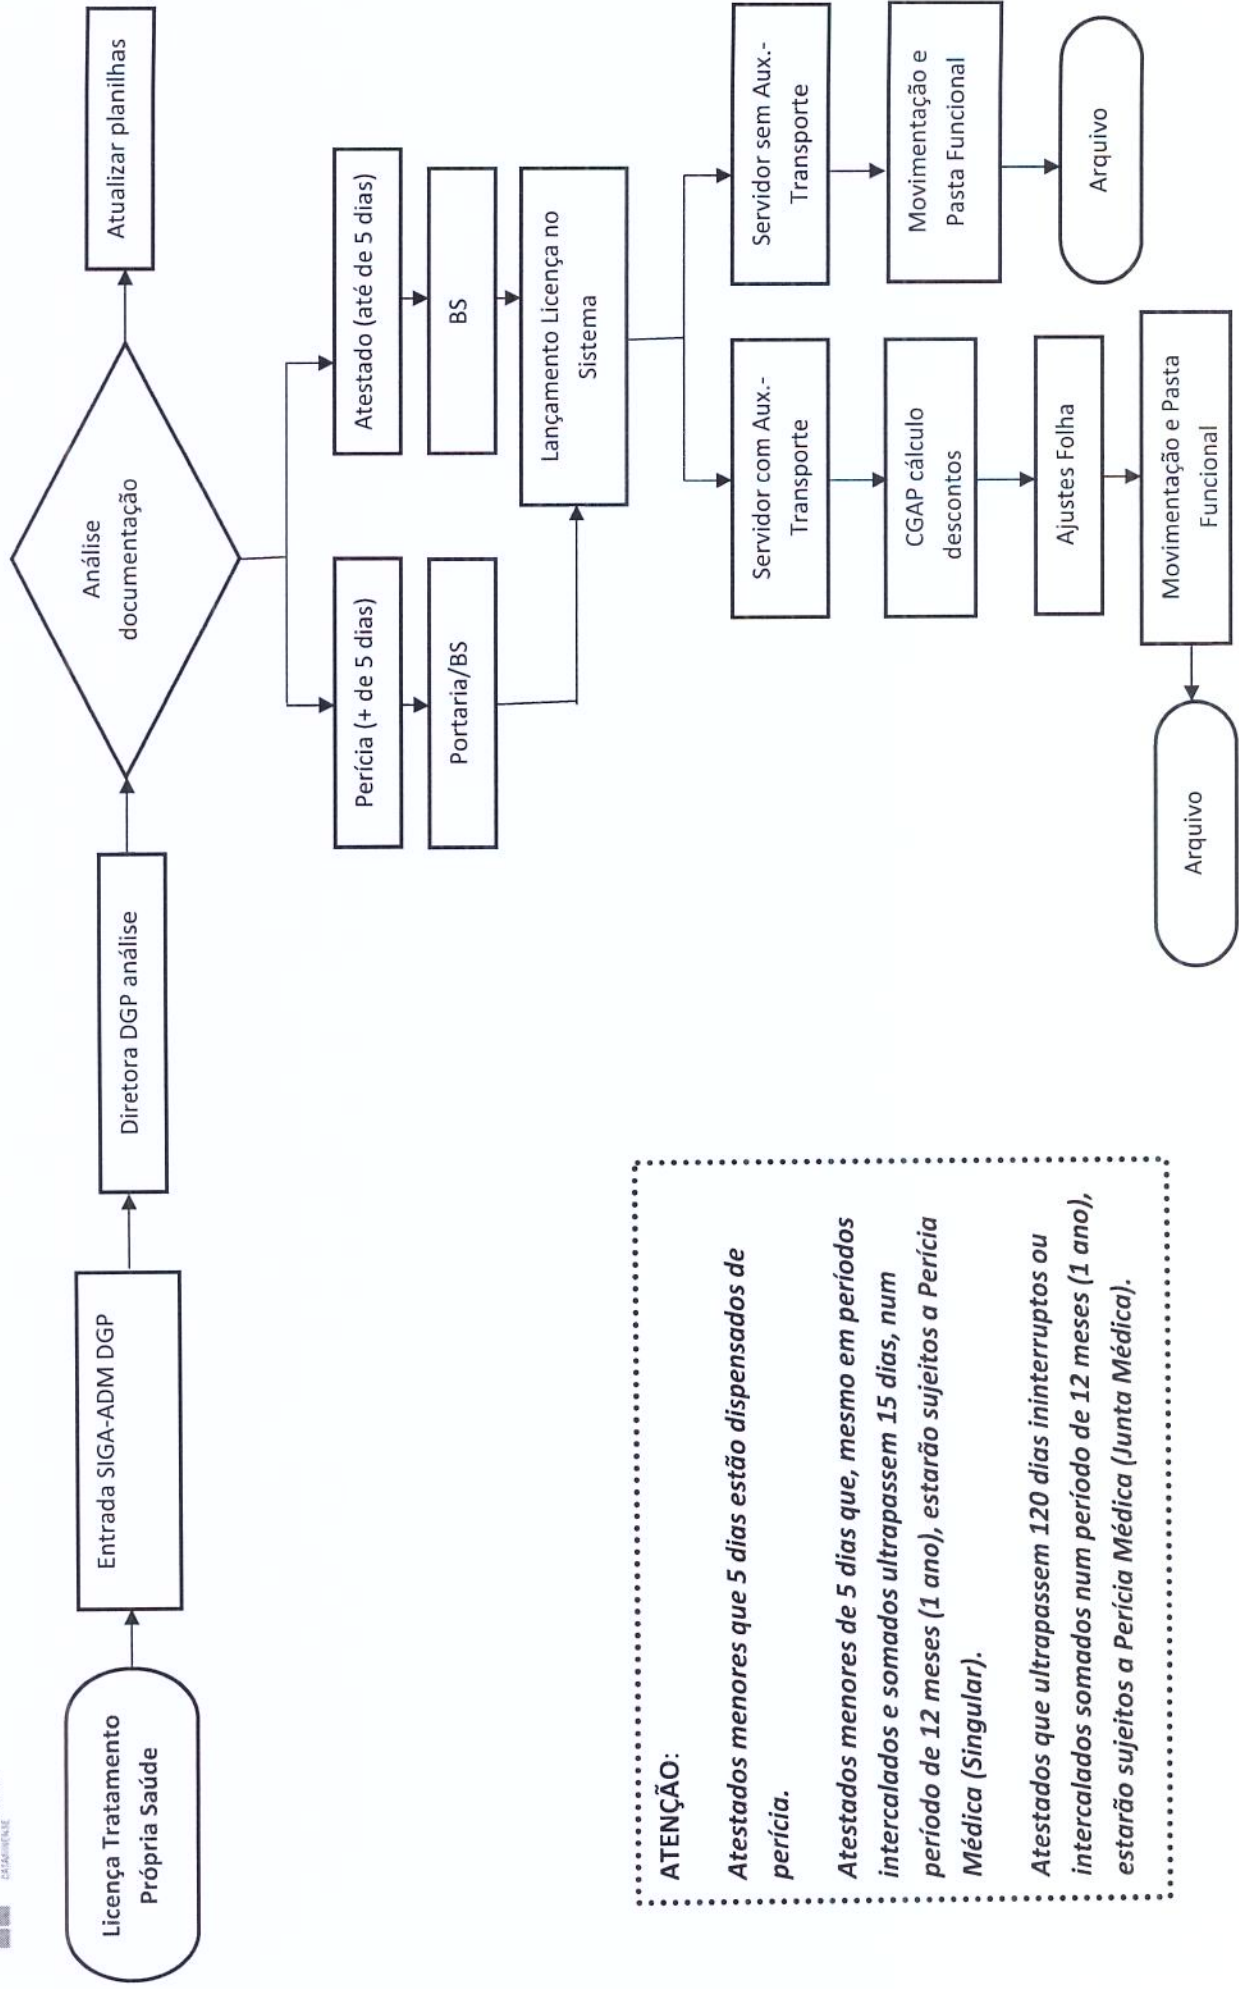 Licença Tratamento
Própria Saúde
Entrada SIGA-ADM DGP
Diretora DGP análise
Análise
documentação
Atualizar planilhas
Perícia (+ de 5 dias)
Portaria/BS
Atestado (até de 5 dias)
BS
Lançamento Licença no
Sistema
Servidor com Aux.-
Transporte
CGAP cálculo
descontos
Ajustes Folha
Movimentação e Pasta
Funcional
Arquivo
Servidor sem Aux.-
Transporte
Movimentação e
Pasta Funcional
Arquivo
ATENÇÃO:
Atestados menores que 5 dias estão dispensados de
perícia.
Atestados menores de 5 dias que, mesmo em períodos
intercalados e somados ultrapassem 15 dias, num
período de 12 meses (1 ano), estarão sujeitos a Perícia
Médica (Singular).
Atestados que ultrapassem 120 dias ininterruptos ou
intercalados somados num período de 12 meses (1 ano),
estarão sujeitos a Perícia Médica (Junta Médica).